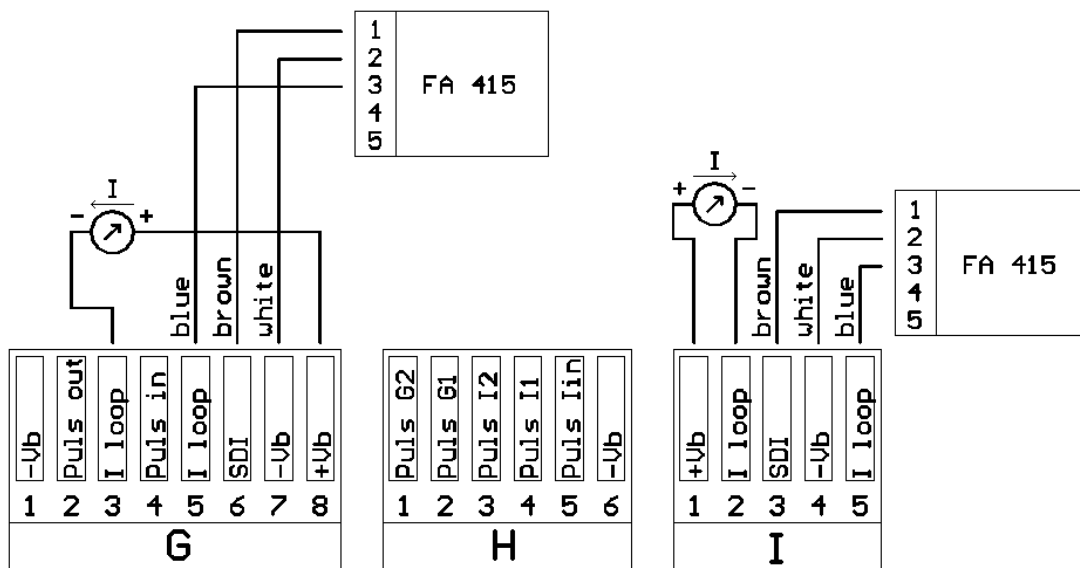 1
2
3
4
5
FA 415
I
- +
blue
brown
white
-Vb
Puls out
I loop
Puls in
I loop
SDI
-Vb
+Vb
1 2 3 4 5 6 7 8
G
Puls G2
Puls G1
Puls I2
Puls I1
Puls Iin
-Vb
1 2 3 4 5 6
H
I
+ -
brown
white
blue
1
2
3
4
5
FA 415
+Vb
I loop
SDI
-Vb
I loop
1 2 3 4 5
I